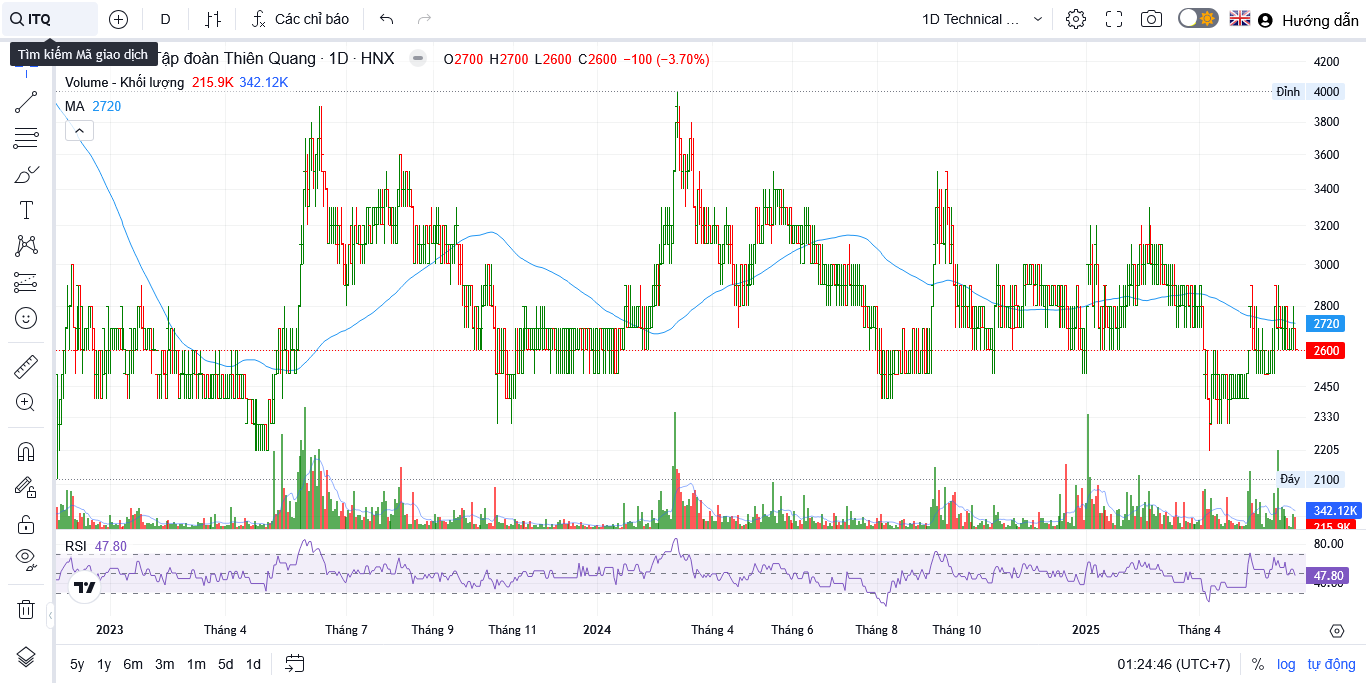 ITQ D Các chỉ báo 1D Technical ... Hướng dẫn
Tìm kiếm Mã giao dịch
Tập đoàn Thiên Quang · 1D · HNX O2700 H2700 L2600 C2600 −100 (−3.70%)
Volume - Khối lượng 215.9K 342.12K
MA 2720
4200
Đỉnh 4000
3800
3600
3400
3200
3000
2800
2720
2600
2450
2330
2205
Đáy 2100
342.12K
215.9K
RSI 47.80
80.00
47.80
40.00
2023 Tháng 4 Tháng 7 Tháng 9 Tháng 11 2024 Tháng 4 Tháng 6 Tháng 8 Tháng 10 2025 Tháng 4
5y 1y 6m 3m 1m 5d 1d 01:24:46 (UTC+7) % log tự động